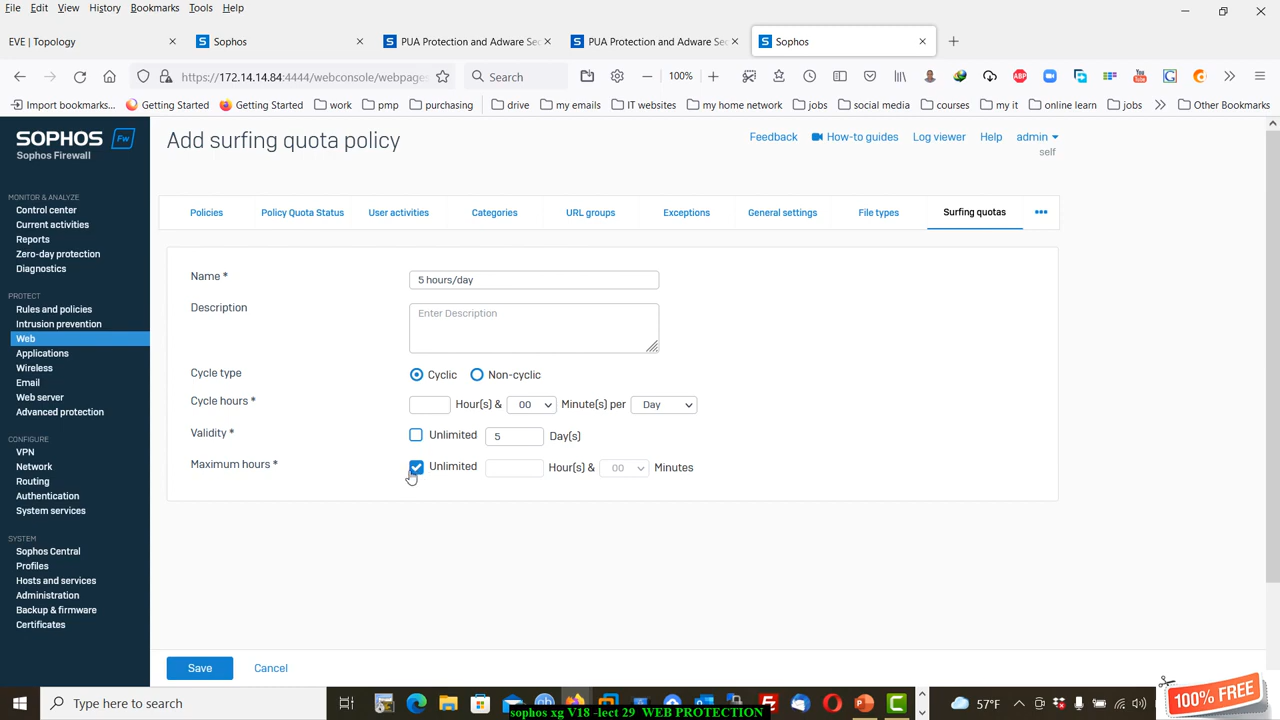 File Edit View History Bookmarks Tools Help
EVE | Topology
Sophos
PUA Protection and Adware Sec
PUA Protection and Adware Sec
Sophos
https://172.14.14.84:4444/webconsole/webpages
Search
100%
ABP
Import bookmarks... Getting Started Getting Started work pmp purchasing drive my emails IT websites my home network jobs social media courses my it online learn jobs Other Bookmarks
SOPHOS Fw
Sophos Firewall
Add surfing quota policy
Feedback How-to guides Log viewer Help admin
self
MONITOR & ANALYZE
Control center
Current activities
Reports
Zero-day protection
Diagnostics
PROTECT
Rules and policies
Intrusion prevention
Web
Applications
Wireless
Email
Web server
Advanced protection
CONFIGURE
VPN
Network
Routing
Authentication
System services
SYSTEM
Sophos Central
Profiles
Hosts and services
Administration
Backup & firmware
Certificates
Policies Policy Quota Status User activities Categories URL groups Exceptions General settings File types Surfing quotas
Name * 5 hours/day
Description Enter Description
Cycle type Cyclic Non-cyclic
Cycle hours * Hour(s) & 00 Minute(s) per Day
Validity * Unlimited 5 Day(s)
Maximum hours * Unlimited Hour(s) & 00 Minutes
Save Cancel
Type here to search
57°F
sophos xg V18 -lect 29 WEB PROTECTION
100% FREE